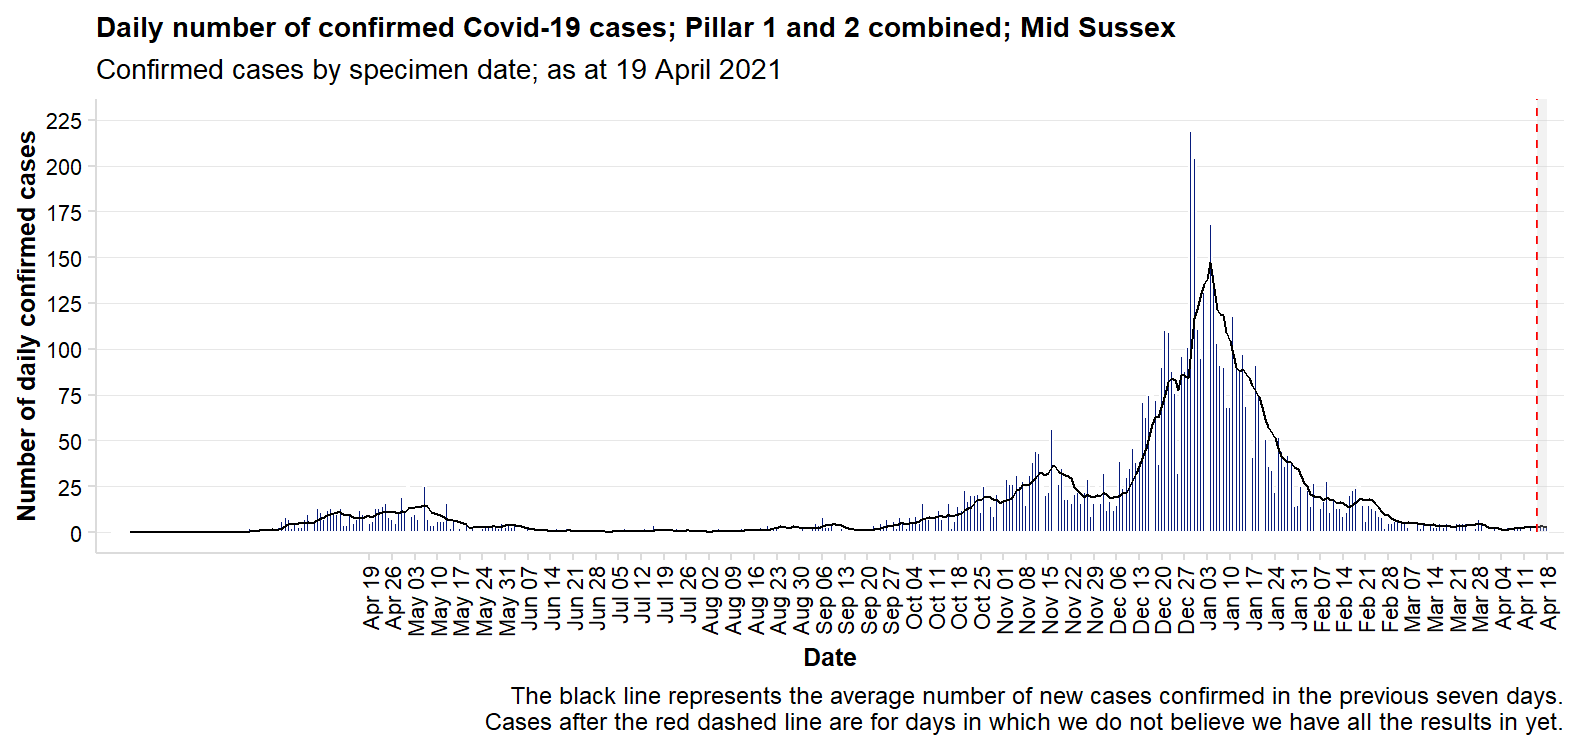 Daily number of confirmed Covid-19 cases; Pillar 1 and 2 combined; Mid Sussex
Confirmed cases by specimen date; as at 19 April 2021
Number of daily confirmed cases
225
200
175
150
125
100
75
50
25
0
Apr 19
Apr 26
May 03
May 10
May 17
May 24
May 31
Jun 07
Jun 14
Jun 21
Jun 28
Jul 05
Jul 12
Jul 19
Jul 26
Aug 02
Aug 09
Aug 16
Aug 23
Aug 30
Sep 06
Sep 13
Sep 20
Sep 27
Oct 04
Oct 11
Oct 18
Oct 25
Nov 01
Nov 08
Nov 15
Nov 22
Nov 29
Dec 06
Dec 13
Dec 20
Dec 27
Jan 03
Jan 10
Jan 17
Jan 24
Jan 31
Feb 07
Feb 14
Feb 21
Feb 28
Mar 07
Mar 14
Mar 21
Mar 28
Apr 04
Apr 11
Apr 18
Date
The black line represents the average number of new cases confirmed in the previous seven days.
Cases after the red dashed line are for days in which we do not believe we have all the results in yet.